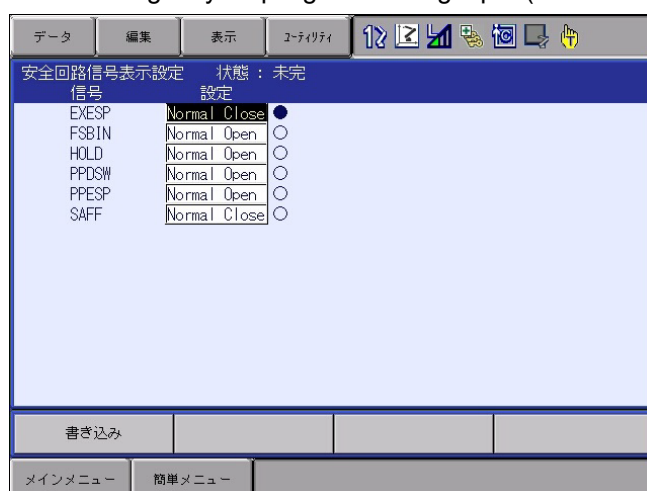 データ 編集 表示 ユーティリティ
安全回路信号表示設定 状態 : 未完
信号 設定
EXESP Normal Close
FSBIN Normal Open
HOLD Normal Open
PPDSW Normal Open
PPESP Normal Open
SAFF Normal Close
書き込み
メインメニュー 簡単メニュー